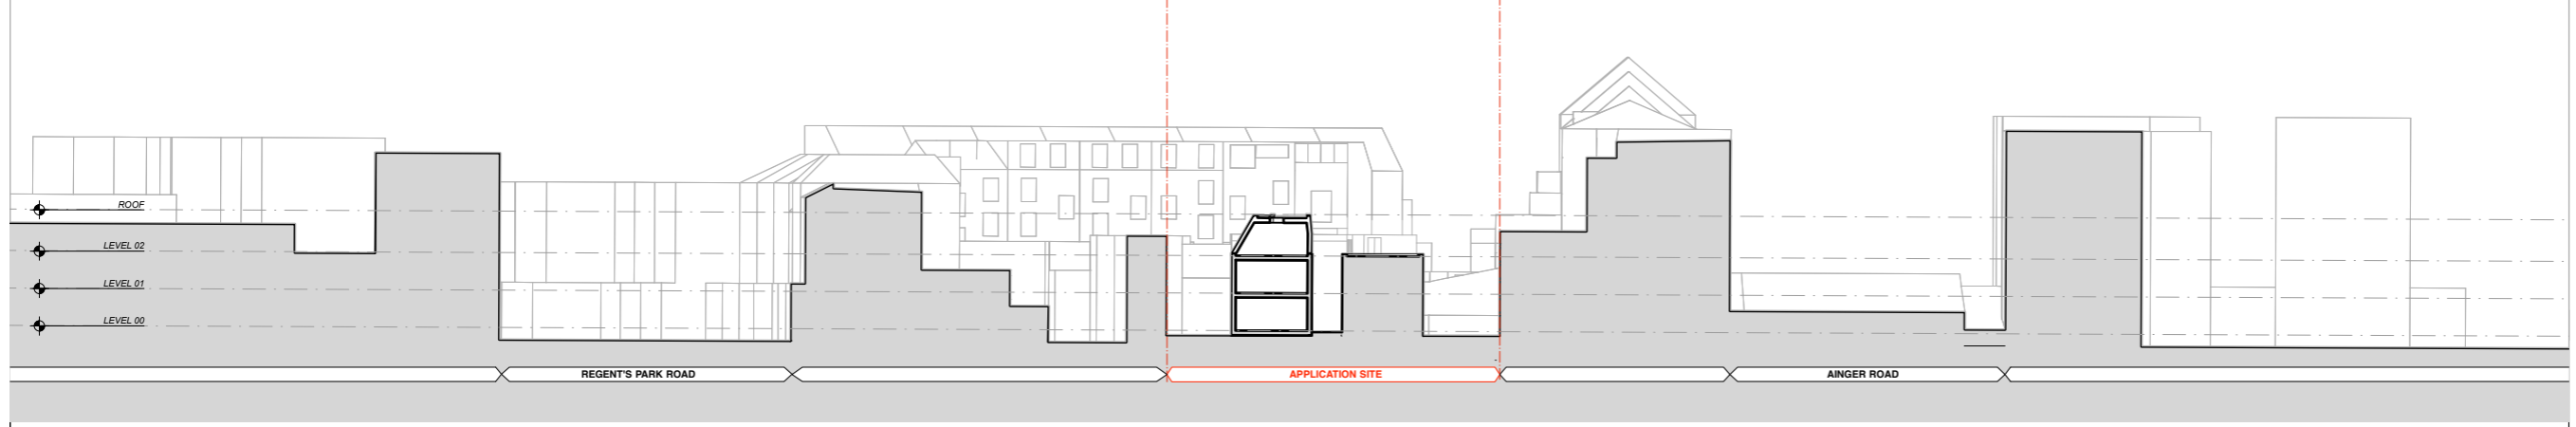 ROOF
LEVEL 02
LEVEL 01
LEVEL 00
REGENT'S PARK ROAD
APPLICATION SITE
AINGER ROAD